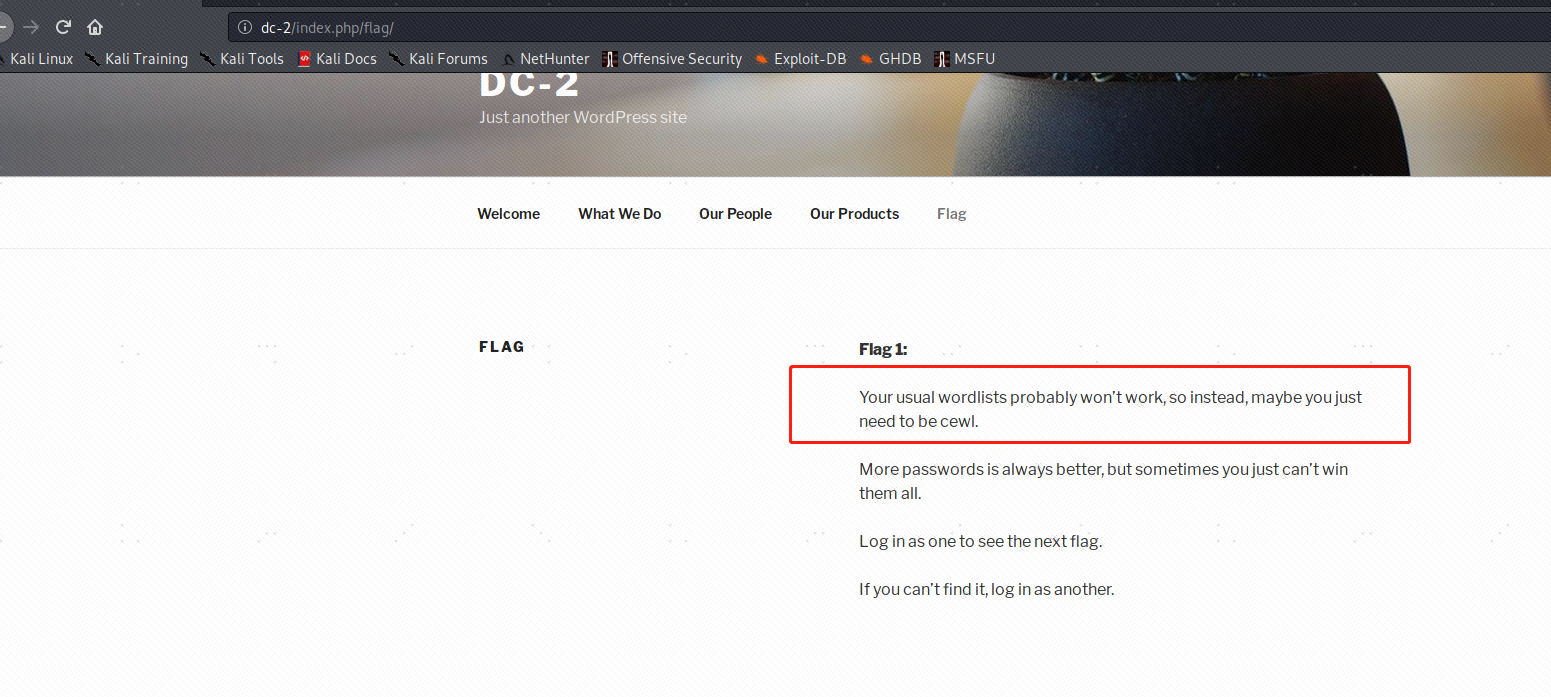 dc-2/index.php/flag/
Kali Linux Kali Training Kali Tools Kali Docs Kali Forums NetHunter Offensive Security Exploit-DB GHDB MSFU
DC-2
Just another WordPress site
Welcome What We Do Our People Our Products Flag
FLAG
Flag 1:
Your usual wordlists probably won’t work, so instead, maybe you just
need to be cewl.
More passwords is always better, but sometimes you just can’t win
them all.
Log in as one to see the next flag.
If you can’t find it, log in as another.